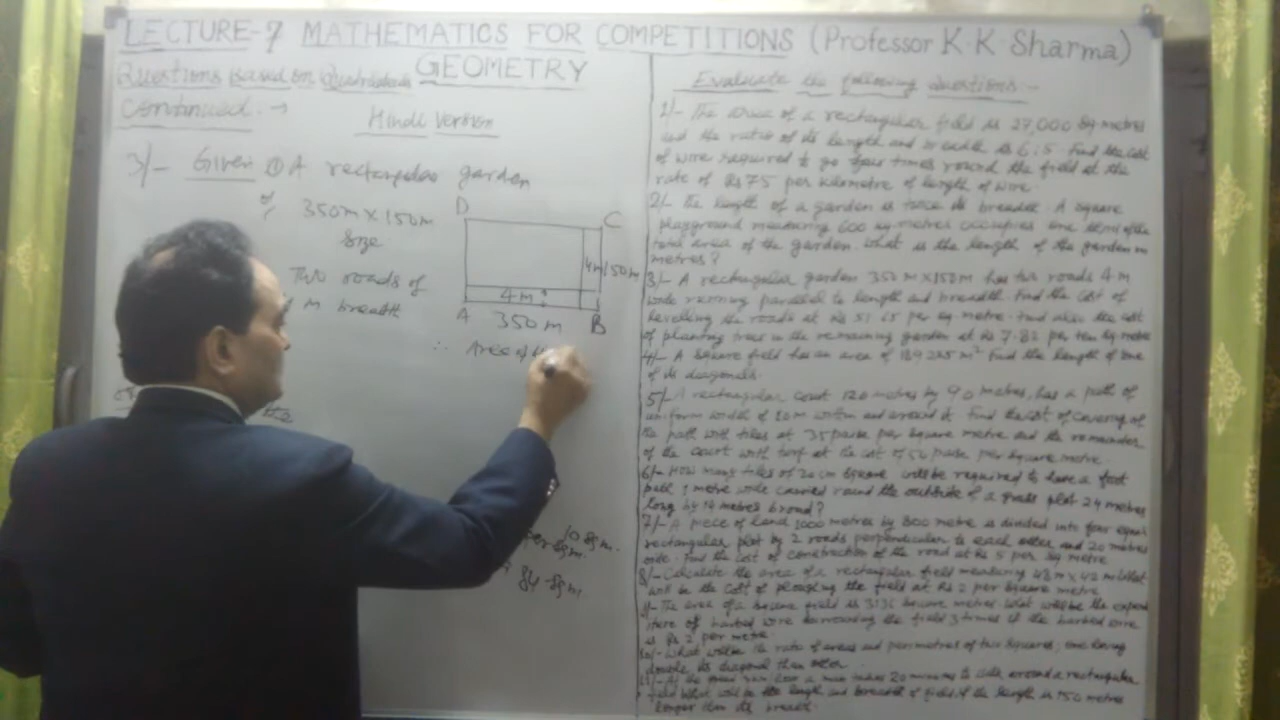 LECTURE-7 MATHEMATICS FOR COMPETITIONS (Professor K.K Sharma)
GEOMETRY
Questions Based on Quadrilaterals
Continued :→
Hindi Version
3/- Given ① A rectangular garden
of 350m X 150m
Size
Two roads of
m breadth
D
C
4m
150m
4m
A
350 m
B
∴ Area of th
10 sqm.
per sqm.
84 sqm.
Evaluate the following questions :-
1/- The area of a rectangular field is 27,000 sq metres
and the ratio of its length and breadth is 6:5. Find the cost
of wire required to go four times round the field at the
rate of Rs 75 per kilometre of length of wire.
2/- The length of a garden is twice its breadth. A square
playground measuring 600 sq metres occupies one third of the
total area of the garden. What is the length of the garden in
metres?
3/- A rectangular garden 350 m X 150m has two roads 4 m
wide running parallel to length and breadth. Find the cost of
levelling the roads at Rs 51.65 per sq metre. Find also the cost
of planting trees in the remaining garden at Rs 7.82 per ten sq metre
4/- A square field has an area of m² Find the length of one
of its diagonals.
5/- A rectangular court 120 metres by 90 metres, has a path of
uniform width of 10 m within and around it. Find the cost of covering of
the path with tiles at 35 paise per square metre and the remainder
of the court with turf at the cost of 50 paise per square metre.
6/- How many tiles of 20 cm square will be required to have a foot
path 1 metre wide carried round the outside of a grass plot 24 metres
long by 14 metres broad?
7/- A piece of land 1000 metres by 800 metre is divided into four equal
rectangular plot by 2 roads perpendicular to each other and 20 metres
wide. Find the cost of construction of the road at Rs 5 per sq metre
8/- Calculate the area of a rectangular field measuring 48m X 42 m. What
will be the cost of ploughing the field at Rs 2 per square metre
9/- The area of a square field is 3136 square metres. What will be the expend
iture of barbed wire surrounding the field 3 times if the barbed wire
is Rs 2 per metre.
10/- What will be the ratio of areas and perimetres of two squares, one having
double its diagonal than other.
11/- At the speed a man takes 20 minutes to walk around a rectangular
field What will be the length and breadth of field, if the length is 750 metres
longer than its breadth.